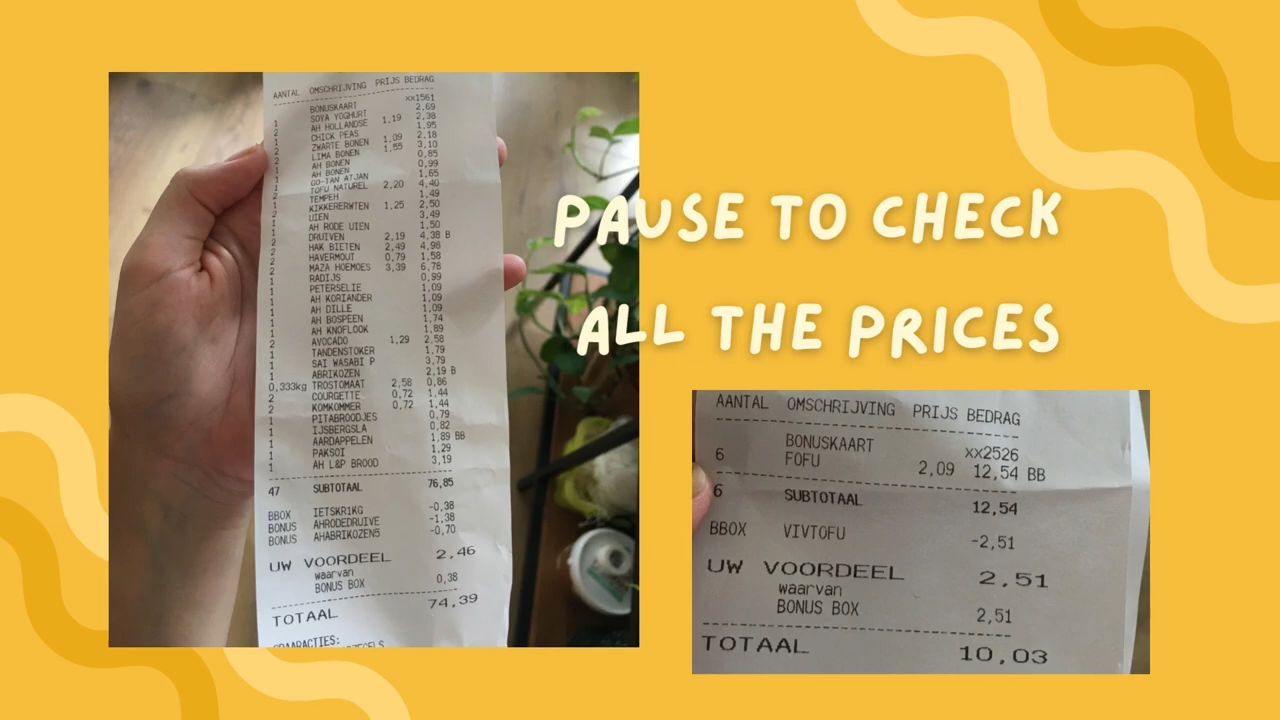 AANTAL OMSCHRIJVING PRIJS BEDRAG
BONUSKAART xx1561
1 SOYA YOGHURT 2,69
2 AH HOLLANDSE 1,19 2,38
1 CHICK PEAS 1,95
2 ZWARTE BONEN 1,09 2,18
2 LIMA BONEN 1,55 3,10
1 AH BONEN 0,85
1 AH BONEN 0,99
1 GO-TAN ATJAN 1,65
2 TOFU NATUREL 2,20 4,40
1 TEMPEH 1,49
2 KIKKERERWTEN 1,25 2,50
1 UIEN 3,49
1 AH RODE UIEN 1,50
2 DRUIVEN 2,19 4,38 B
2 HAK BIETEN 2,49 4,98
2 HAVERMOUT 0,79 1,58
2 MAZA HOEMOES 3,39 6,78
1 RADIJS 0,99
1 PETERSELIE 1,09
1 AH KORIANDER 1,09
1 AH DILLE 1,09
1 AH BOSPEEN 1,74
1 AH KNOFLOOK 1,89
2 AVOCADO 1,29 2,58
1 TANDENSTOKER 1,79
1 SAI WASABI P 3,79
1 ABRIKOZEN 2,19 B
0,333kg TROSTOMAAT 2,58 0,86
2 COURGETTE 0,72 1,44
2 KOMKOMMER 0,72 1,44
1 PITABROODJES 0,79
1 IJSBERGSLA 0,82
1 AARDAPPELEN 1,89 BB
1 PAKSOI 1,29
1 AH L&P BROOD 3,19
47 SUBTOTAAL 76,85
BBOX IETSKR1KG -0,38
BONUS AHRODEDRUIVE -1,38
BONUS AHABRIKOZEN5 -0,70
UW VOORDEEL 2,46
waarvan
BONUS BOX 0,38
TOTAAL 74,39
PAUSE TO CHECK
ALL THE PRICES
AANTAL OMSCHRIJVING PRIJS BEDRAG
BONUSKAART xx2526
6 FOFU 2,09 12,54 BB
6 SUBTOTAAL 12,54
BBOX VIVTOFU -2,51
UW VOORDEEL 2,51
waarvan
BONUS BOX 2,51
TOTAAL 10,03